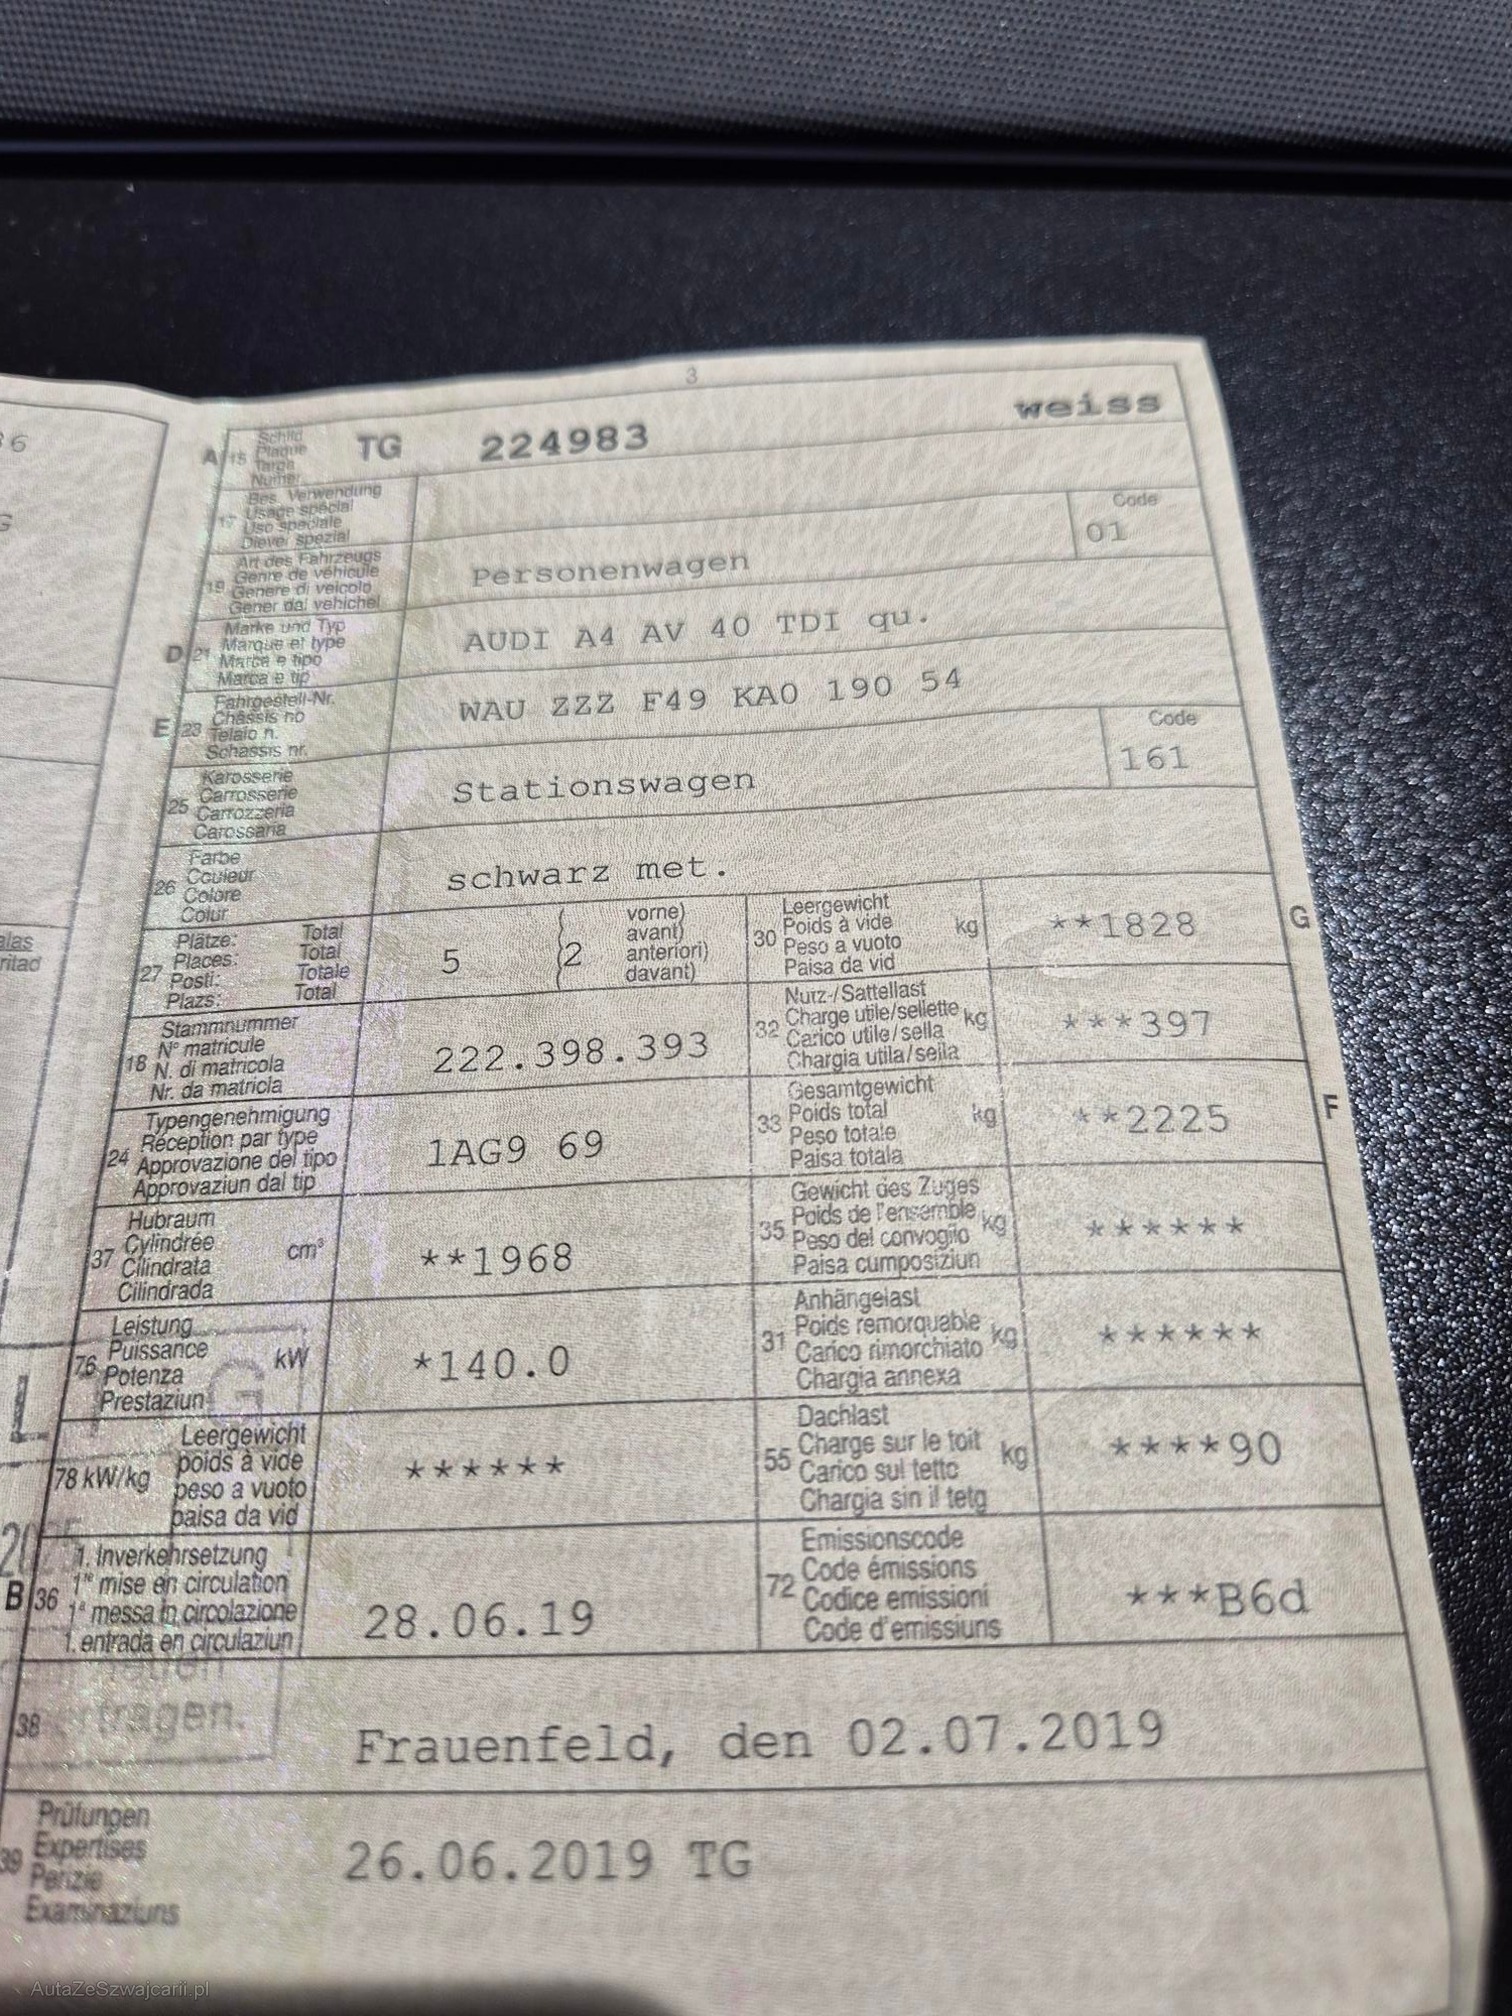 36
3
A 15 Schild TG 224983 weiss
Plaque
Targa
Numer
17 Bes. Verwendung
Usage spécial
Uso speciale
Diever spezial
Code
19 Art des Fahrzeugs Personenwagen 01
Genre de véhicule
Genere di veicolo
Gener dal vehichel
D 21 Marke und Typ AUDI A4 AV 40 TDI qu.
Marque et type
Marca e tipo
Marca e tip
E 23 Fahrgestell-Nr. WAU ZZZ F49 KA0 190 54
Châssis no
Telaio n.
Schassis nr.
Code
25 Karosserie Stationswagen 161
Carrosserie
Carrozzeria
Carossaria
26 Farbe schwarz met.
Couleur
Colore
Colur
27 Plätze: Total 5 (2 vorne)
Places: Total avant)
Posti: Totale anteriori)
Plazs: Total davant)
30 Leergewicht kg **1828 G
Poids à vide
Peso a vuoto
Paisa da vid
18 Stammnummer 222.398.393
N° matricule
N. di matricola
Nr. da matricla
32 Nutz-/Sattellast kg ***397
Charge utile/sellette
Carico utile/sella
Chargia utila/sella
24 Typengenehmigung 1AG9 69
Réception par type
Approvazione del tipo
Approvaziun dal tip
33 Gesamtgewicht kg **2225 F
Poids total
Peso totale
Paisa totala
37 Hubraum cm³ **1968
Cylindrée
Cilindrata
Cilindrada
35 Gewicht des Zuges kg ******
Poids de l'ensemble
Peso del convoglio
Paisa cumposiziun
76 Leistung kW *140.0
Puissance
Potenza
Prestaziun
31 Anhängelast kg ******
Poids remorquable
Carico rimorchiato
Chargia annexa
78 kW/kg Leergewicht ******
poids à vide
peso a vuoto
paisa da vid
55 Dachlast kg ****90
Charge sur le toit
Carico sul tetto
Chargia sin il tetg
B 36 1. Inverkehrsetzung 28.06.19
1re mise en circulation
1a messa in circolazione
1. entrada en circulaziun
72 Emissionscode ***B6d
Code émissions
Codice emissioni
Code d'emissiuns
38 Frauenfeld, den 02.07.2019
39 Prüfungen 26.06.2019 TG
Expertises
Perizie
Examinaziuns
AutaZeSzwajcarii.pl